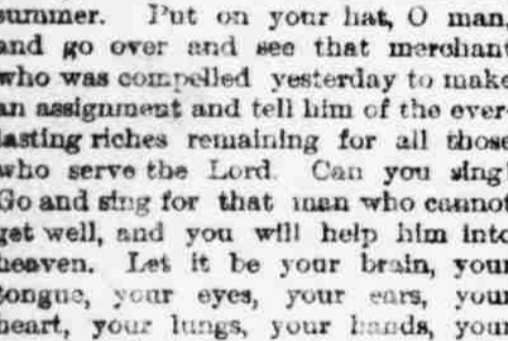 summer. Put on your hat, O man,
and go over and see that merchant
who was compelled yesterday to make
an assignment and tell him of the ever-
lasting riches remaining for all those
who serve the Lord. Can you sing?
Go and sing for that man who cannot
get well, and you will help him into
heaven. Let it be your brain, your
tongue, your eyes, your ears, your
heart, your lungs, your hands, your